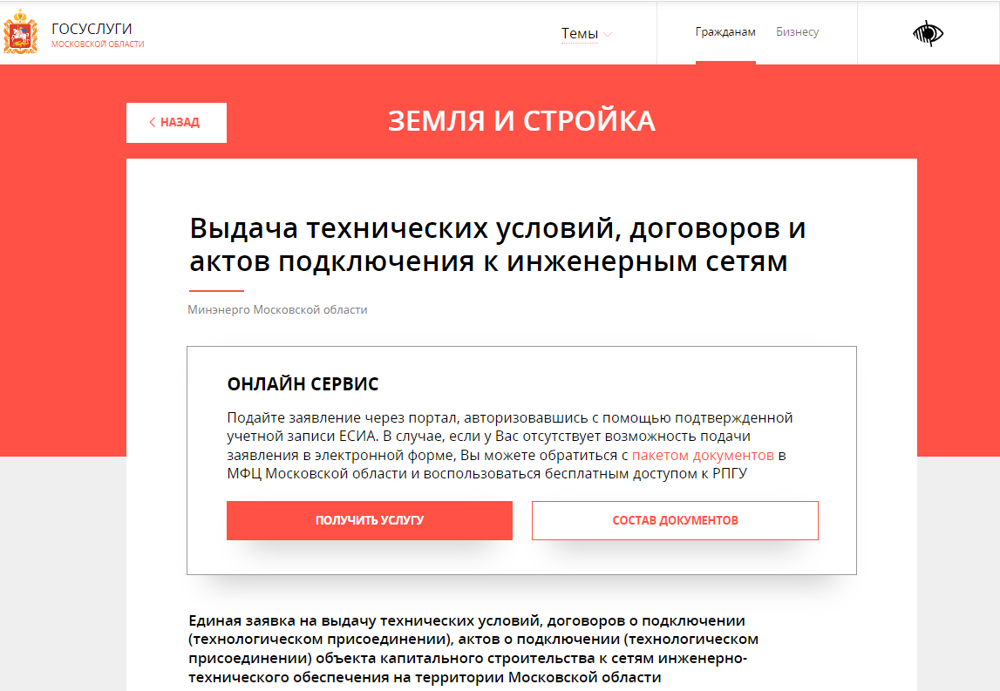 ГОСУСЛУГИ
МОСКОВСКОЙ ОБЛАСТИ
Темы
Гражданам
Бизнесу
НАЗАД
ЗЕМЛЯ И СТРОЙКА
Выдача технических условий, договоров и
актов подключения к инженерным сетям
Минэнерго Московской области
ОНЛАЙН СЕРВИС
Подайте заявление через портал, авторизовавшись с помощью подтвержденной
учетной записи ЕСИА. В случае, если у Вас отсутствует возможность подачи
заявления в электронной форме, Вы можете обратиться с пакетом документов в
МФЦ Московской области и воспользоваться бесплатным доступом к РПГУ
ПОЛУЧИТЬ УСЛУГУ
СОСТАВ ДОКУМЕНТОВ
Единая заявка на выдачу технических условий, договоров о подключении
(технологическом присоединении), актов о подключении (технологическом
присоединении) объекта капитального строительства к сетям инженерно-
технического обеспечения на территории Московской области